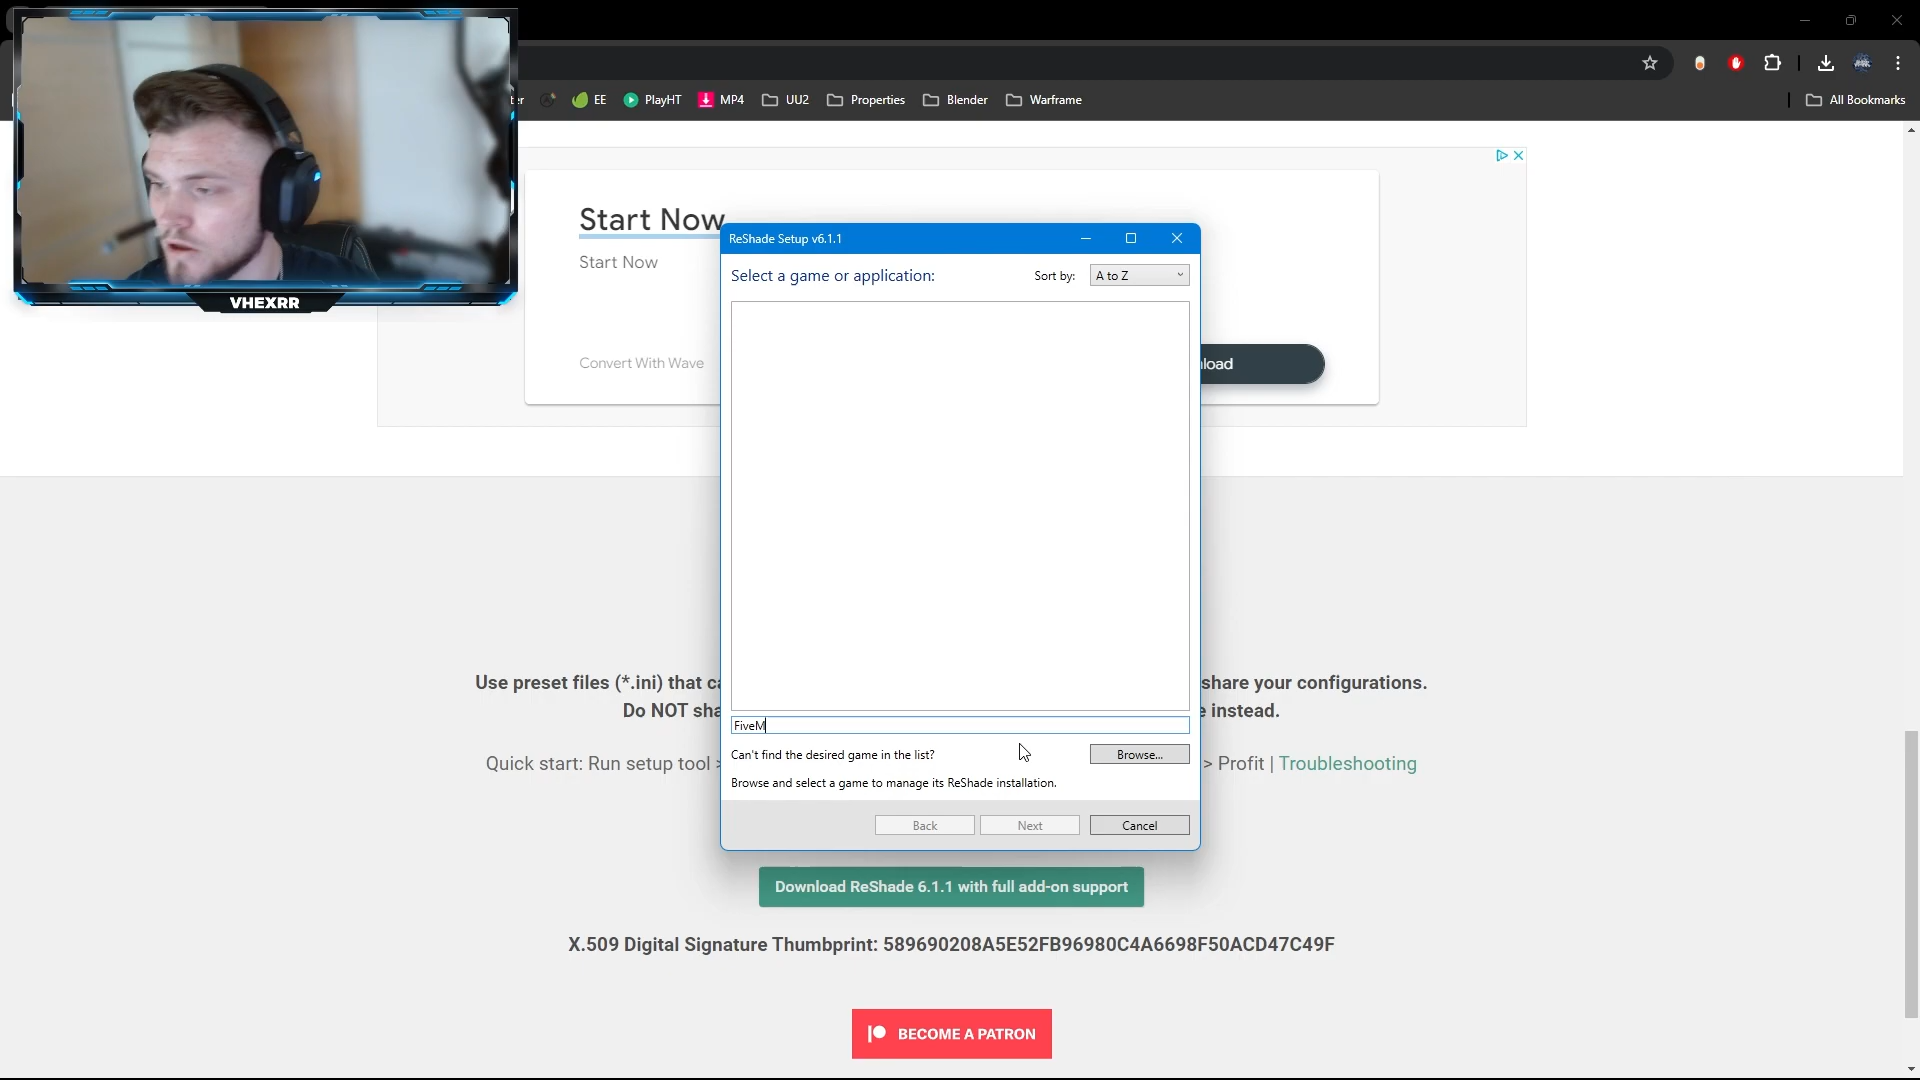 ter
EE
PlayHT
MP4
UU2
Properties
Blender
Warframe
All Bookmarks
VHEXRR
Start Now
Start Now
Convert With Wave
load
ReShade Setup v6.1.1
Select a game or application:
Sort by:
A to Z
FiveM
Can't find the desired game in the list?
Browse...
Browse and select a game to manage its ReShade installation.
Back
Next
Cancel
Use preset files (*.ini) that ca
share your configurations.
Do NOT sha
e instead.
Quick start: Run setup tool >
> Profit | Troubleshooting
Download ReShade 6.1.1 with full add-on support
X.509 Digital Signature Thumbprint: 589690208A5E52FB96980C4A6698F50ACD47C49F
BECOME A PATRON